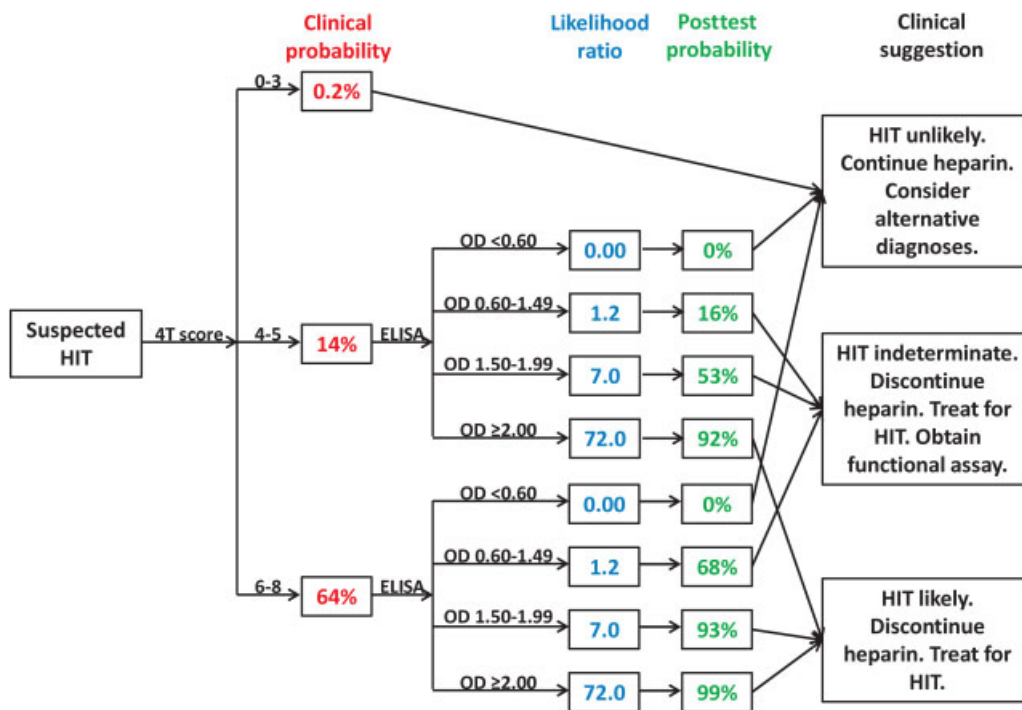 Clinical
probability
Likelihood
ratio
Posttest
probability
Clinical
suggestion
0-3
0.2%
HIT unlikely.
Continue heparin.
Consider
alternative
diagnoses.
Suspected
HIT
4T score
4-5
14%
ELISA
OD <0.60
0.00
0%
OD 0.60-1.49
1.2
16%
OD 1.50-1.99
7.0
53%
OD ≥2.00
72.0
92%
HIT indeterminate.
Discontinue
heparin. Treat for
HIT. Obtain
functional assay.
6-8
64%
ELISA
OD <0.60
0.00
0%
OD 0.60-1.49
1.2
68%
OD 1.50-1.99
7.0
93%
OD ≥2.00
72.0
99%
HIT likely.
Discontinue
heparin. Treat for
HIT.